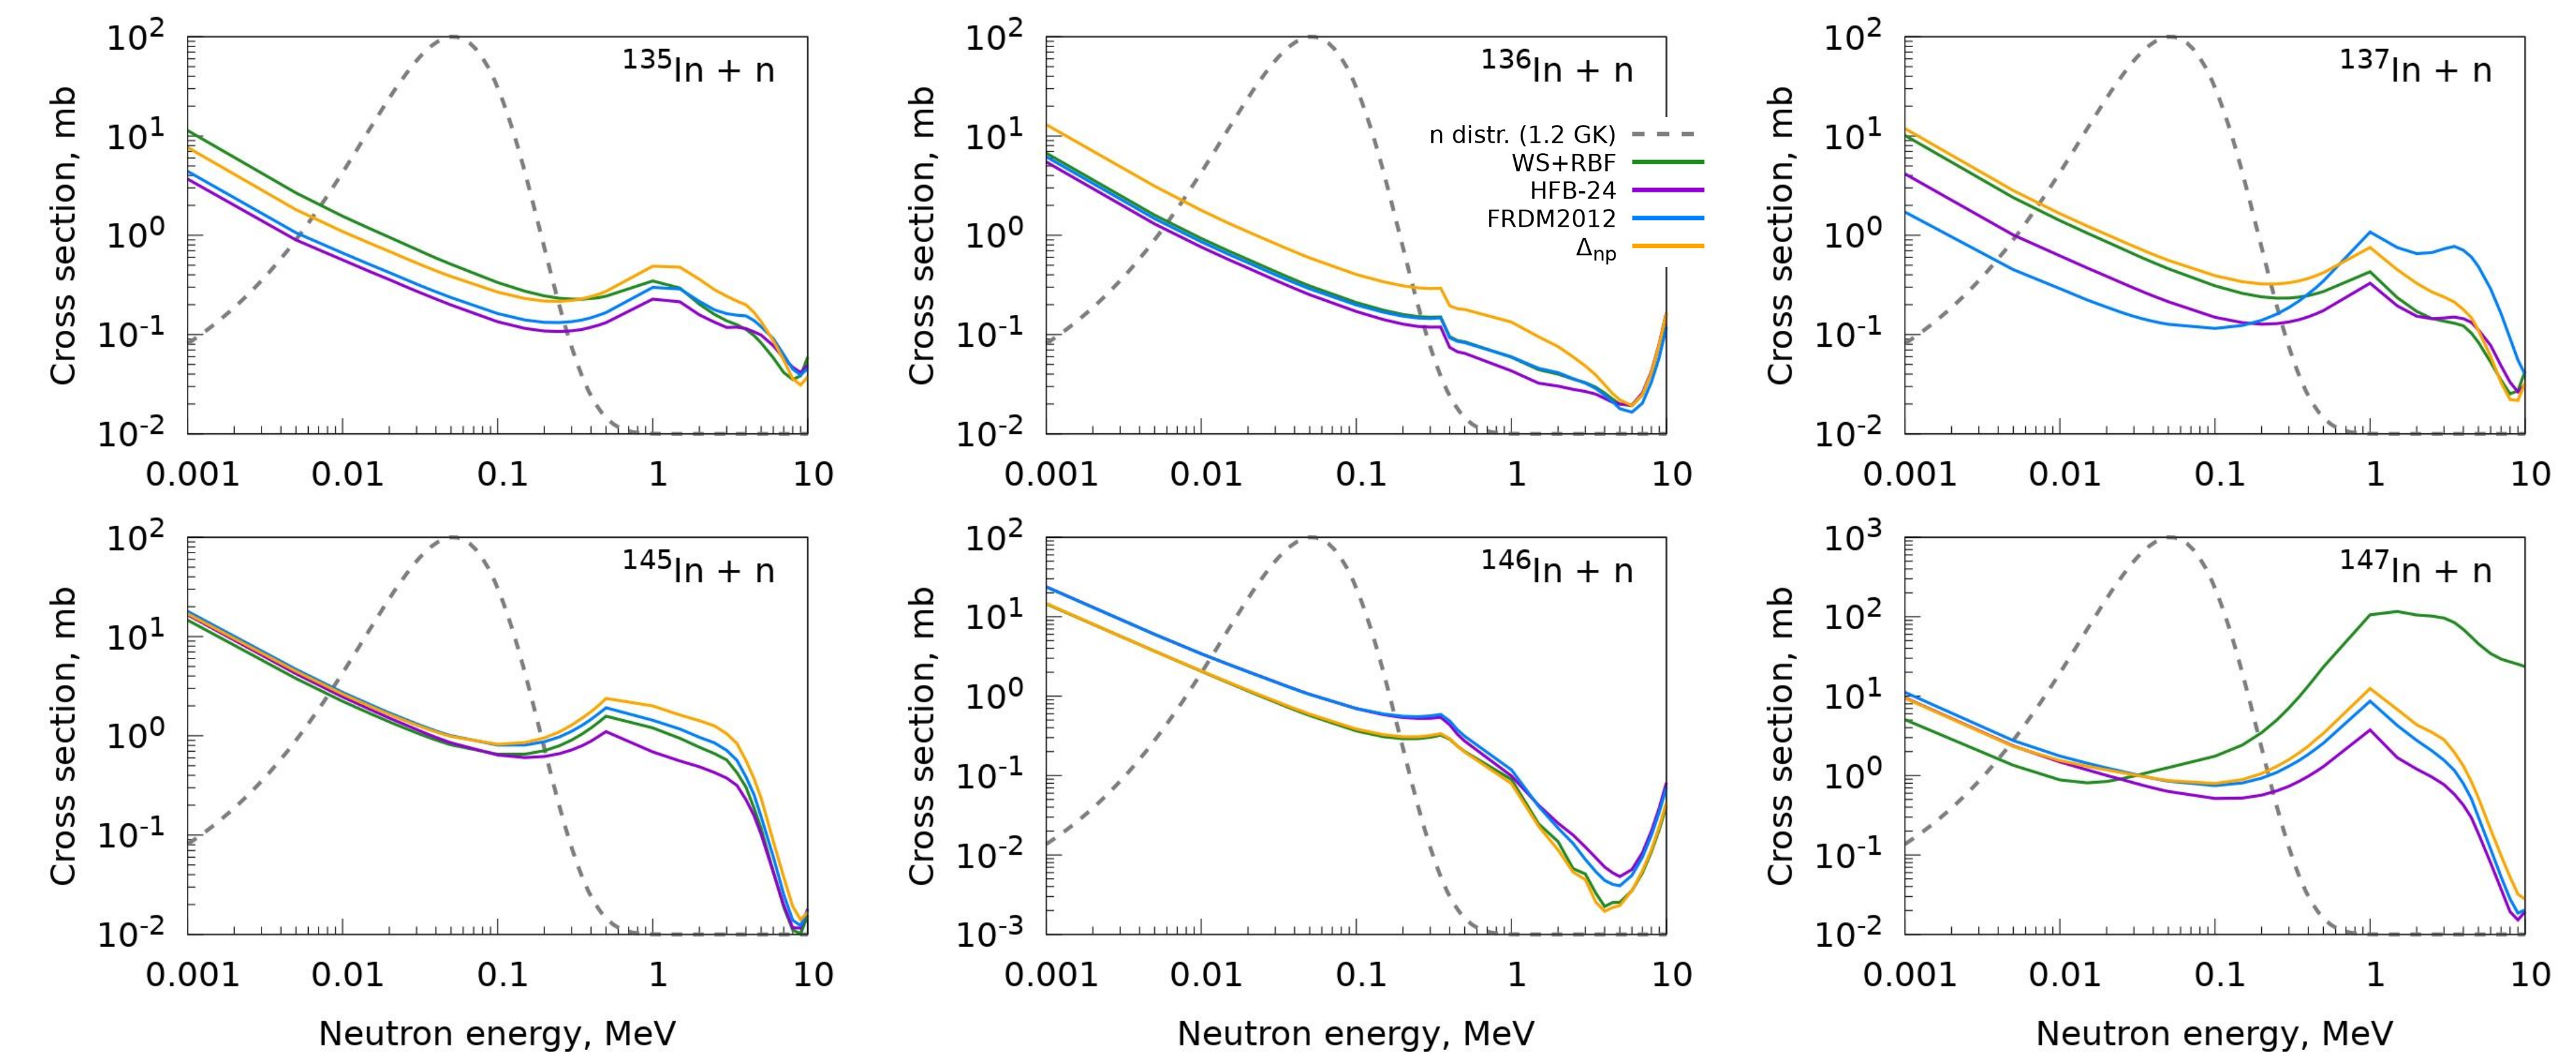 10²
10¹
10⁰
10⁻¹
10⁻²
Cross section, mb
¹³⁵In + n
0.001 0.01 0.1 1 10
10²
10¹
10⁰
10⁻¹
10⁻²
Cross section, mb
¹³⁶In + n
n distr. (1.2 GK)
WS+RBF
HFB-24
FRDM2012
Δnp
0.001 0.01 0.1 1 10
10²
10¹
10⁰
10⁻¹
10⁻²
Cross section, mb
¹³⁷In + n
0.001 0.01 0.1 1 10
10²
10¹
10⁰
10⁻¹
10⁻²
Cross section, mb
¹⁴⁵In + n
0.001 0.01 0.1 1 10
Neutron energy, MeV
10²
10¹
10⁰
10⁻¹
10⁻²
10⁻³
Cross section, mb
¹⁴⁶In + n
0.001 0.01 0.1 1 10
Neutron energy, MeV
10³
10²
10¹
10⁰
10⁻¹
10⁻²
Cross section, mb
¹⁴⁷In + n
0.001 0.01 0.1 1 10
Neutron energy, MeV